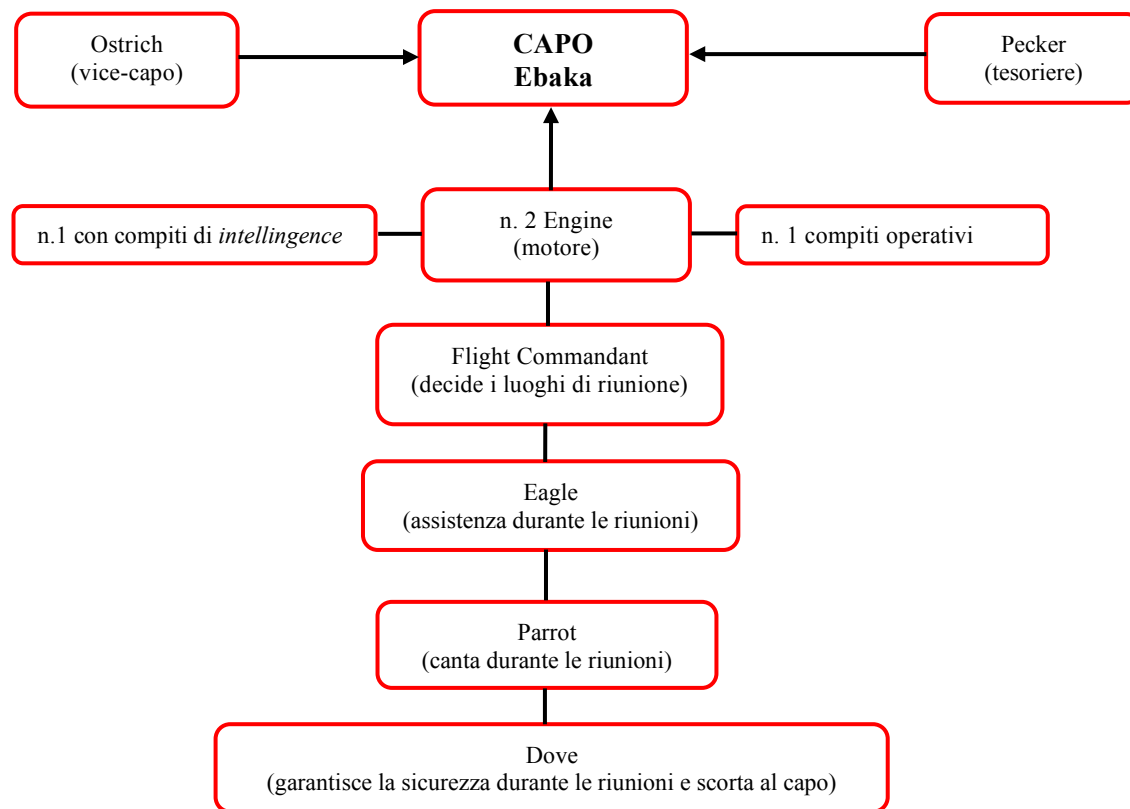 Ostrich
(vice-capo)
CAPO
Ebaka
Pecker
(tesoriere)
n.1 con compiti di intellingence
n. 2 Engine
(motore)
n. 1 compiti operativi
Flight Commandant
(decide i luoghi di riunione)
Eagle
(assistenza durante le riunioni)
Parrot
(canta durante le riunioni)
Dove
(garantisce la sicurezza durante le riunioni e scorta al capo)